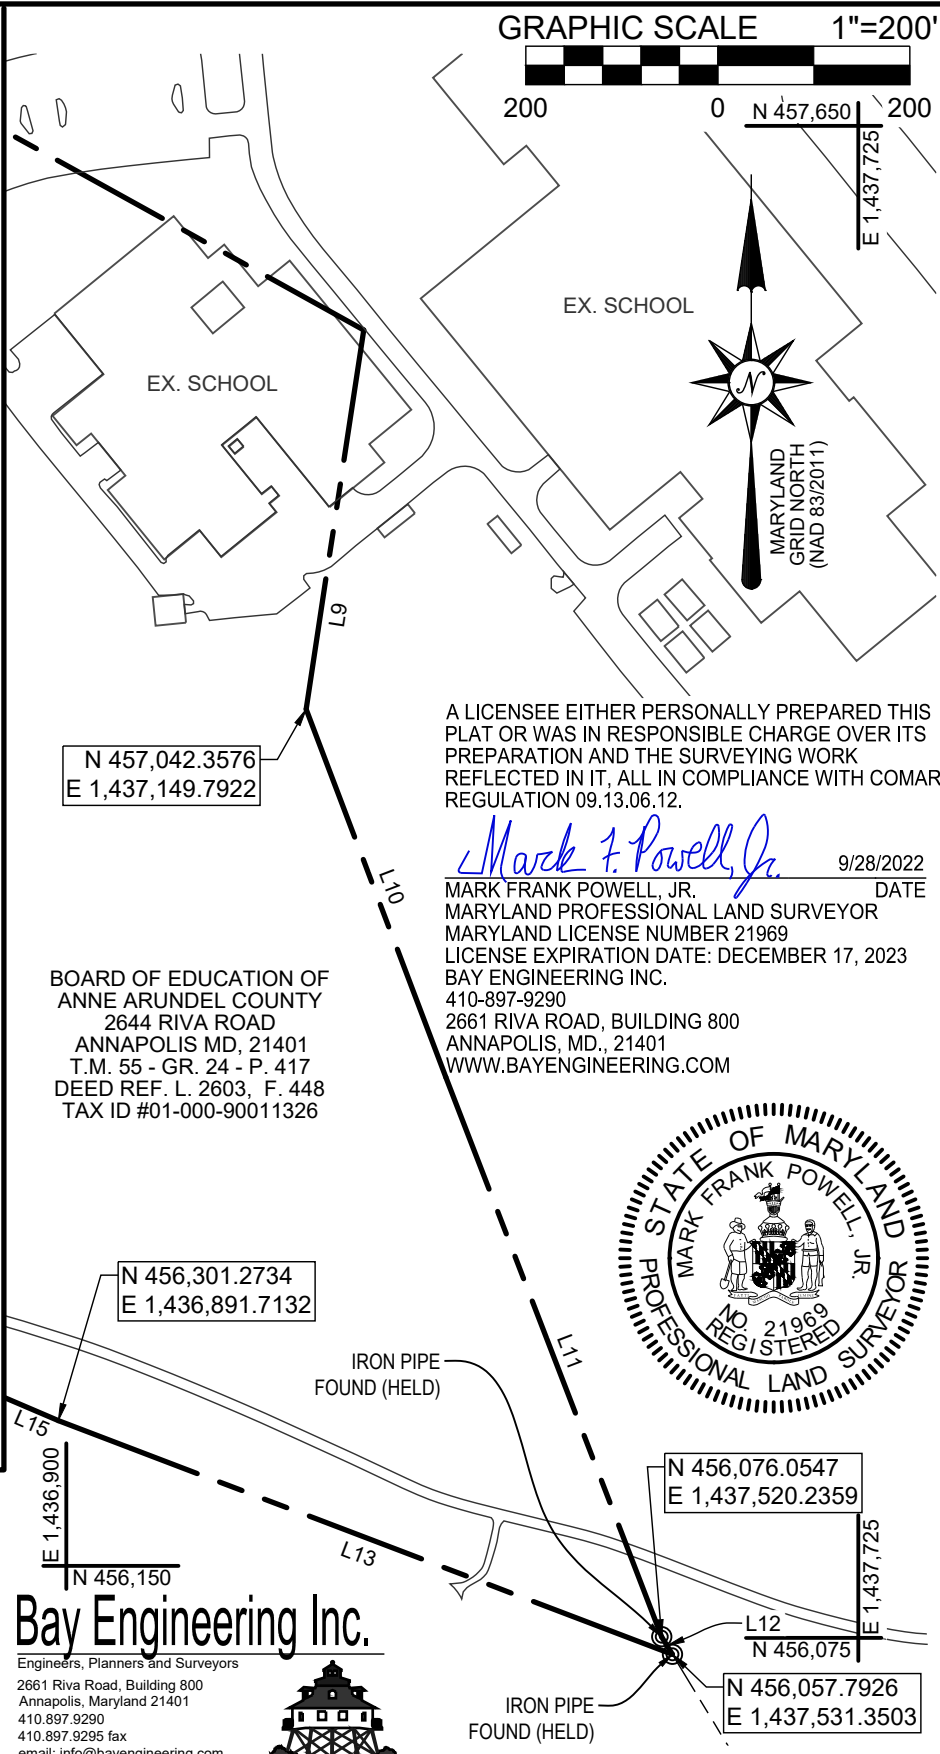 GRAPHIC SCALE 1"=200'
200 0 200
N 457,650
E 1,437,725
EX. SCHOOL
EX. SCHOOL
N
MARYLAND
GRID NORTH
(NAD 83/2011)
L9
N 457,042.3576
E 1,437,149.7922
A LICENSEE EITHER PERSONALLY PREPARED THIS
PLAT OR WAS IN RESPONSIBLE CHARGE OVER ITS
PREPARATION AND THE SURVEYING WORK
REFLECTED IN IT, ALL IN COMPLIANCE WITH COMAR
REGULATION 09.13.06.12.
Mark F. Powell, Jr. 9/28/2022
MARK FRANK POWELL, JR. DATE
MARYLAND PROFESSIONAL LAND SURVEYOR
MARYLAND LICENSE NUMBER 21969
LICENSE EXPIRATION DATE: DECEMBER 17, 2023
BAY ENGINEERING INC.
410-897-9290
2661 RIVA ROAD, BUILDING 800
ANNAPOLIS, MD., 21401
WWW.BAYENGINEERING.COM
L10
BOARD OF EDUCATION OF
ANNE ARUNDEL COUNTY
2644 RIVA ROAD
ANNAPOLIS MD, 21401
T.M. 55 - GR. 24 - P. 417
DEED REF. L. 2603, F. 448
TAX ID #01-000-90011326
STATE OF MARYLAND
MARK FRANK POWELL, JR.
NO. 21969
REGISTERED
PROFESSIONAL LAND SURVEYOR
N 456,301.2734
E 1,436,891.7132
L11
IRON PIPE
FOUND (HELD)
L15
E 1,436,900
N 456,150
L13
N 456,076.0547
E 1,437,520.2359
E 1,437,725
L12
N 456,075
N 456,057.7926
E 1,437,531.3503
IRON PIPE
FOUND (HELD)
Bay Engineering Inc.
Engineers, Planners and Surveyors
2661 Riva Road, Building 800
Annapolis, Maryland 21401
410.897.9290
410.897.9295 fax
email: info@bayengineering.com